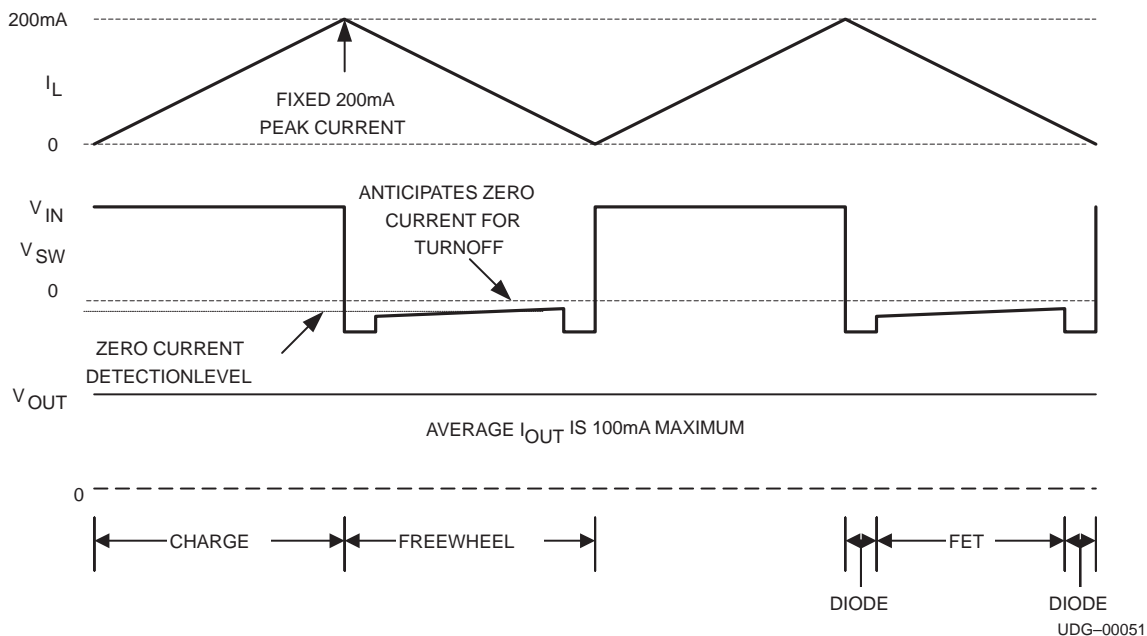 200mA
I_L
FIXED 200mA
PEAK CURRENT
0
V_IN
ANTICIPATES ZERO
CURRENT FOR
TURNOFF
V_SW
0
ZERO CURRENT
DETECTIONLEVEL
V_OUT
AVERAGE I_OUT IS 100mA MAXIMUM
0
CHARGE
FREEWHEEL
FET
DIODE
DIODE
UDG–00051